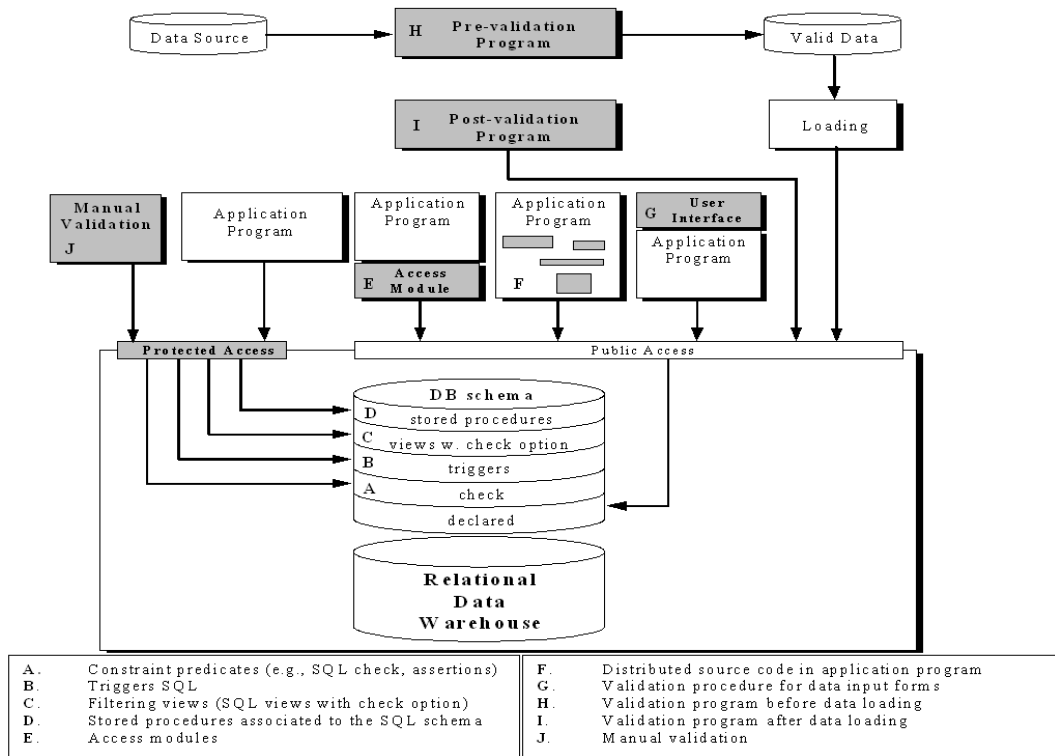 Data Source
H Pre-validation
Program
Valid Data
I Post-validation
Program
Loading
Manual
Validation
J
Application
Program
Application
Program
E Access
Module
Application
Program
F
G User
Interface
Application
Program
Protected Access
Public Access
DB schema
D
stored procedures
C
views w. check option
B
triggers
A
check
declared
Relational
Data
Warehouse
A. Constraint predicates (e.g., SQL check, assertions)
B. Triggers SQL
C. Filtering views (SQL views with check option)
D. Stored procedures associated to the SQL schema
E. Access modules
F. Distributed source code in application program
G. Validation procedure for data input forms
H. Validation program before data loading
I. Validation program after data loading
J. Manual validation